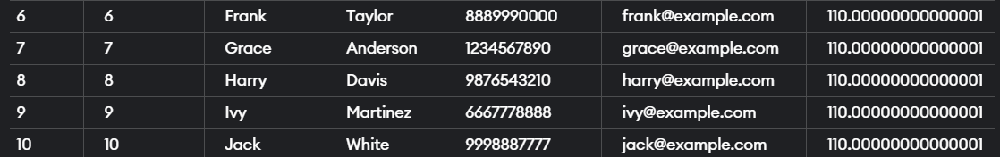 6 6 Frank Taylor 8889990000 frank@example.com 110.00000000000001
7 7 Grace Anderson 1234567890 grace@example.com 110.00000000000001
8 8 Harry Davis 9876543210 harry@example.com 110.00000000000001
9 9 Ivy Martinez 6667778888 ivy@example.com 110.00000000000001
10 10 Jack White 9998887777 jack@example.com 110.00000000000001